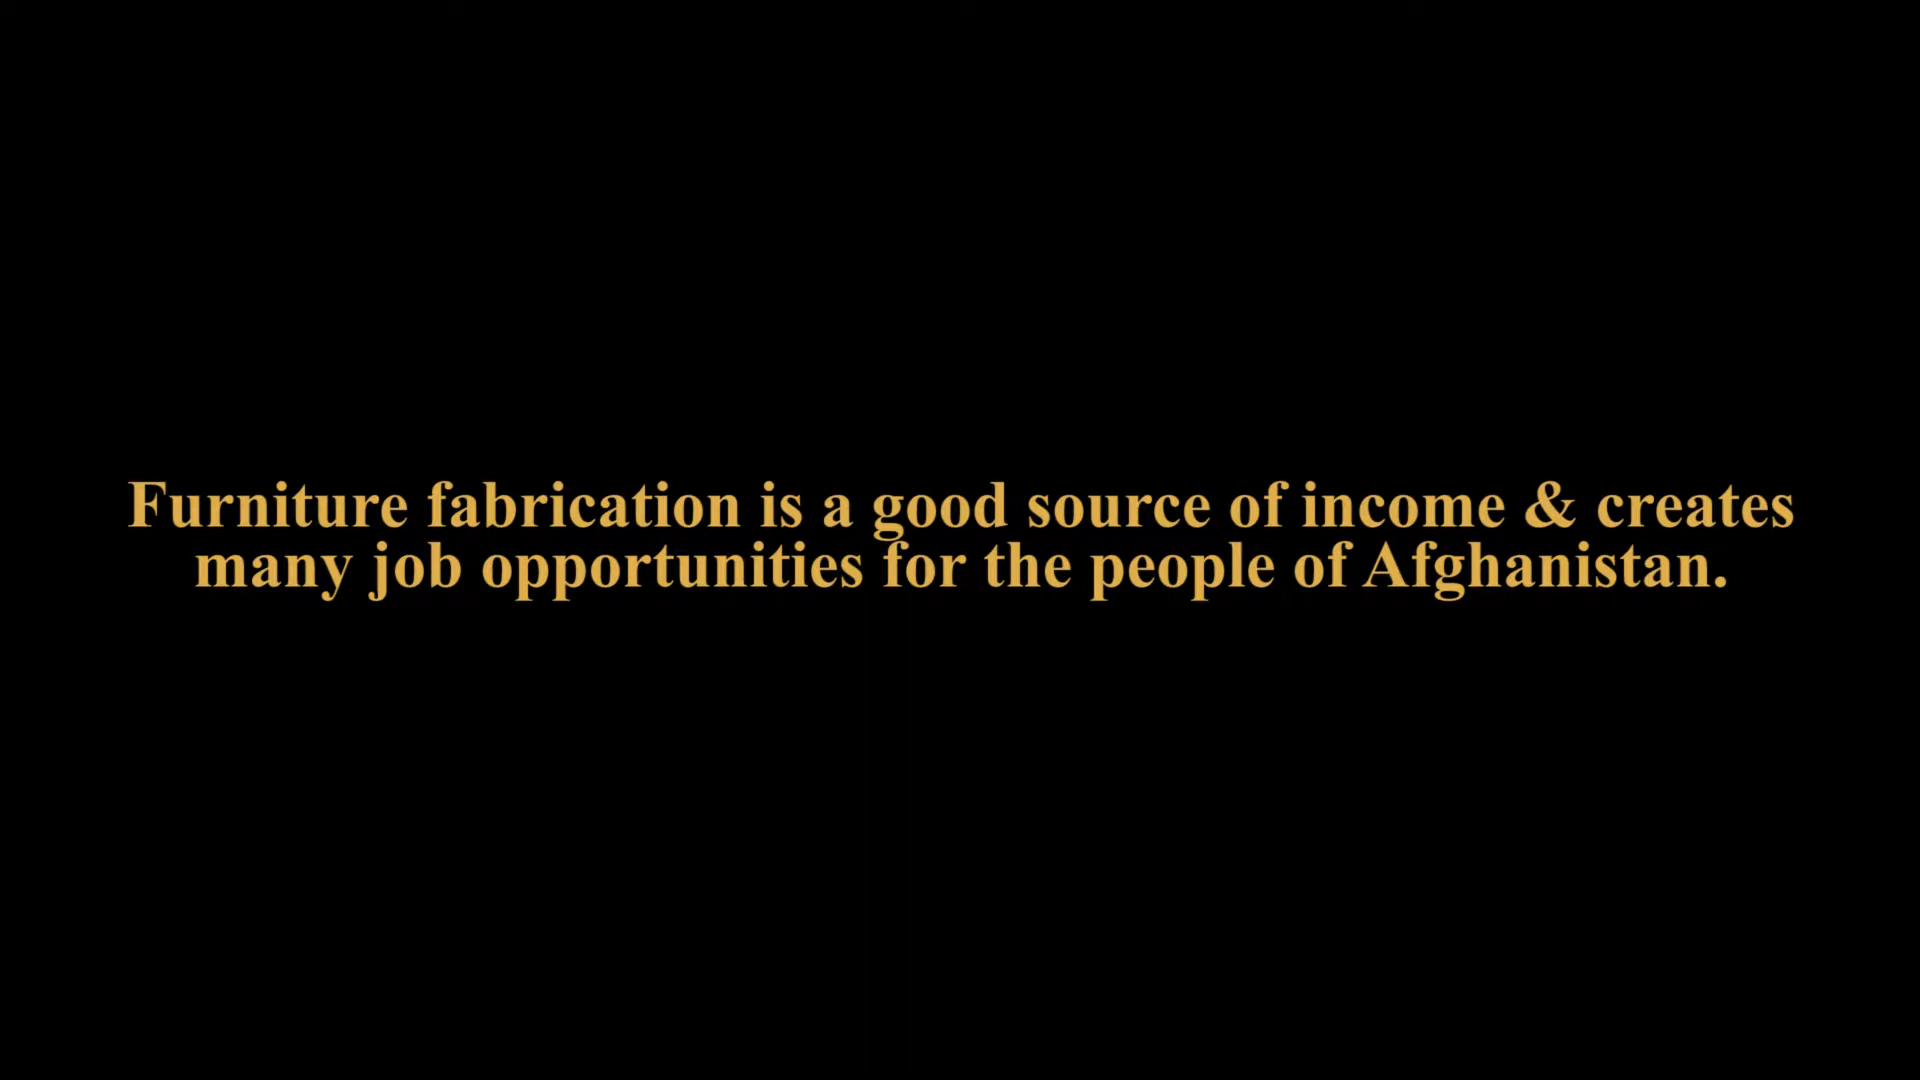 Furniture fabrication is a good source of income & creates
many job opportunities for the people of Afghanistan.